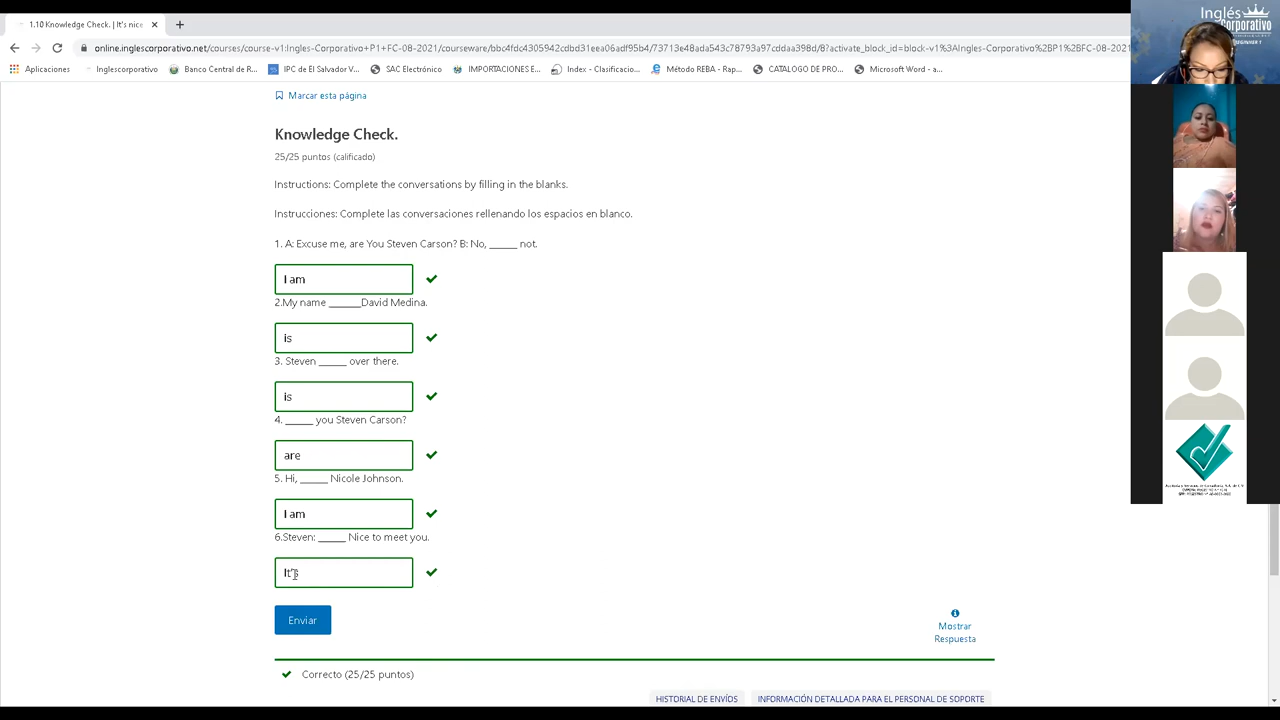 1.10 Knowledge Check. | It's nice
online.inglescorporativo.net/courses/course-v1:Ingles-Corporativo+P1+FC-08-2021/courseware/bbc4fdc4305942cdbd31eea06ad95bb4/73713e48ada543c78793a97cddaa39dd/8?activate_block_id=block-v1%3AIngles-Corporativo%2BP1%2BFC-08-2021
Aplicaciones
Inglescorporativo
Banco Central de R...
IPC de El Salvador V...
SAC Electrónico
IMPORTACIONES E...
Index - Clasificacio...
Método REBA - Rap...
CATALOGO DE PRO...
Microsoft Word - a...
Inglés
Corporativo
Marcar esta página
Knowledge Check.
25/25 puntos (calificado)
Instructions: Complete the conversations by filling in the blanks.
Instrucciones: Complete las conversaciones rellenando los espacios en blanco.
1. A: Excuse me, are You Steven Carson? B: No, ______ not.
I am
2.My name _______David Medina.
is
3. Steven ______ over there.
is
4. ______ you Steven Carson?
are
5. Hi, ______ Nicole Johnson.
I am
6.Steven: ______ Nice to meet you.
It's
Enviar
Mostrar
Respuesta
Correcto (25/25 puntos)
HISTORIAL DE ENVÍOS
INFORMACIÓN DETALLADA PARA EL PERSONAL DE SOPORTE